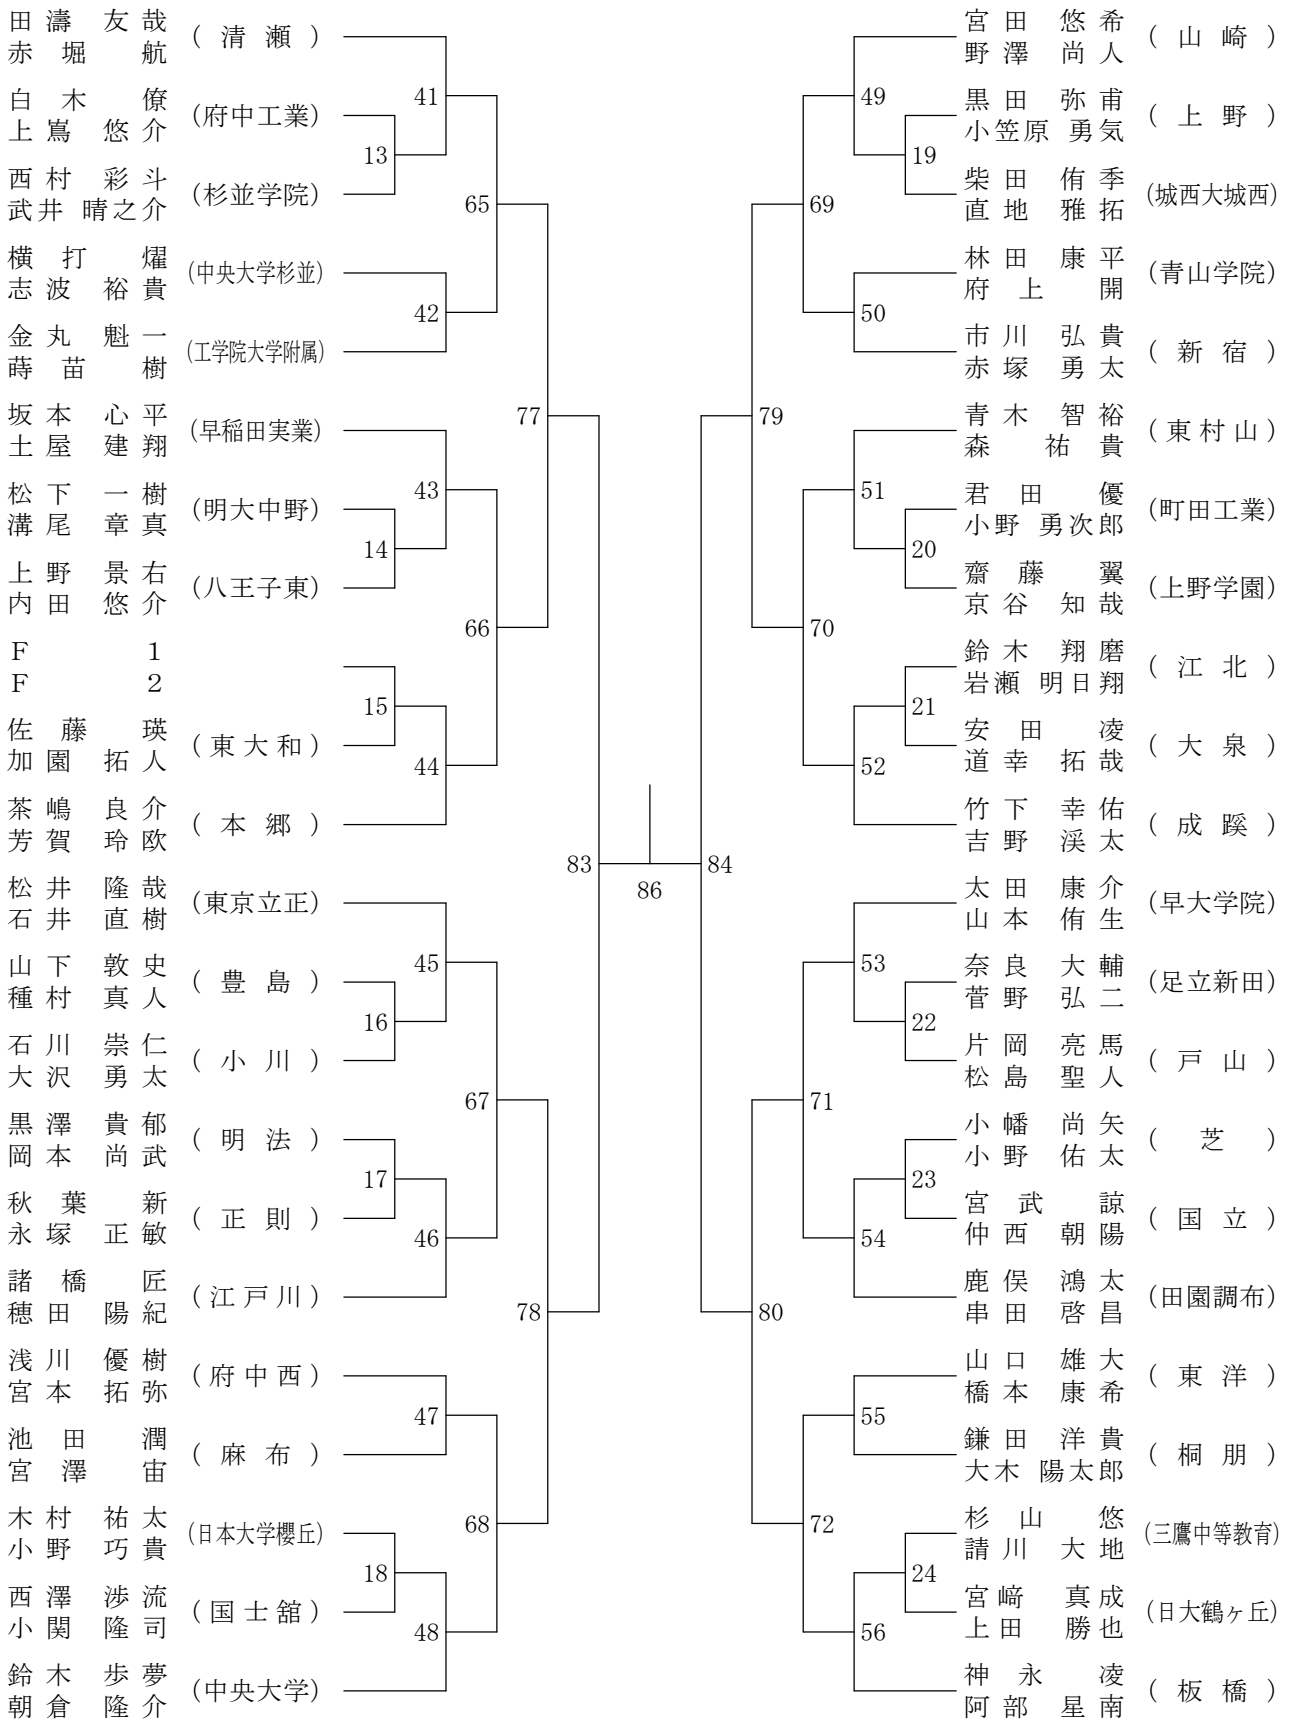 田濤 友哉
赤堀 航
(清瀬)
白木 僚
上嶌 悠介
(府中工業)
西村 彩斗
武井 晴之介
(杉並学院)
横打 燿
志波 裕貴
(中央大学杉並)
金丸 魁一
蒔苗 樹
(工学院大学附属)
坂本 心平
土屋 建翔
(早稲田実業)
松下 一樹
溝尾 章真
(明大中野)
上野 景右
内田 悠介
(八王子東)
F 1
F 2
佐藤 瑛
加園 拓人
(東大和)
茶嶋 良介
芳賀 玲欧
(本郷)
松井 隆哉
石井 直樹
(東京立正)
山下 敦史
種村 真人
(豊島)
石川 崇仁
大沢 勇太
(小川)
黒澤 貴郁
岡本 尚武
(明法)
秋葉 新
永塚 正敏
(正則)
諸橋 匠
穂田 陽紀
(江戸川)
浅川 優樹
宮本 拓弥
(府中西)
池田 潤
宮澤 宙
(麻布)
木村 祐太
小野 巧貴
(日本大学櫻丘)
西澤 渉流
小関 隆司
(国士舘)
鈴木 歩夢
朝倉 隆介
(中央大学)
41
13
65
42
77
43
14
66
15
44
83
45
16
67
17
46
78
47
68
18
48
86
84
49
19
69
50
79
51
20
70
21
52
53
22
71
23
54
80
55
72
24
56
宮田 悠希
野澤 尚人
(山崎)
黒田 弥甫
小笠原 勇気
(上野)
柴田 侑季
直地 雅拓
(城西大城西)
林田 康平
府上 開
(青山学院)
市川 弘貴
赤塚 勇太
(新宿)
青木 智裕
森 祐貴
(東村山)
君田 優
小野 勇次郎
(町田工業)
齋藤 翼
京谷 知哉
(上野学園)
鈴木 翔磨
岩瀬 明日翔
(江北)
安田 凌
道幸 拓哉
(大泉)
竹下 幸佑
吉野 渓太
(成蹊)
太田 康介
山本 侑生
(早大学院)
奈良 大輔
菅野 弘二
(足立新田)
片岡 亮馬
松島 聖人
(戸山)
小幡 尚矢
小野 佑太
(芝)
宮武 諒
仲西 朝陽
(国立)
鹿俣 鴻太
串田 啓昌
(田園調布)
山口 雄大
橋本 康希
(東洋)
鎌田 洋貴
大木 陽太郎
(桐朋)
杉山 悠
請川 大地
(三鷹中等教育)
宮﨑 真成
上田 勝也
(日大鶴ヶ丘)
神永 凌
阿部 星南
(板橋)